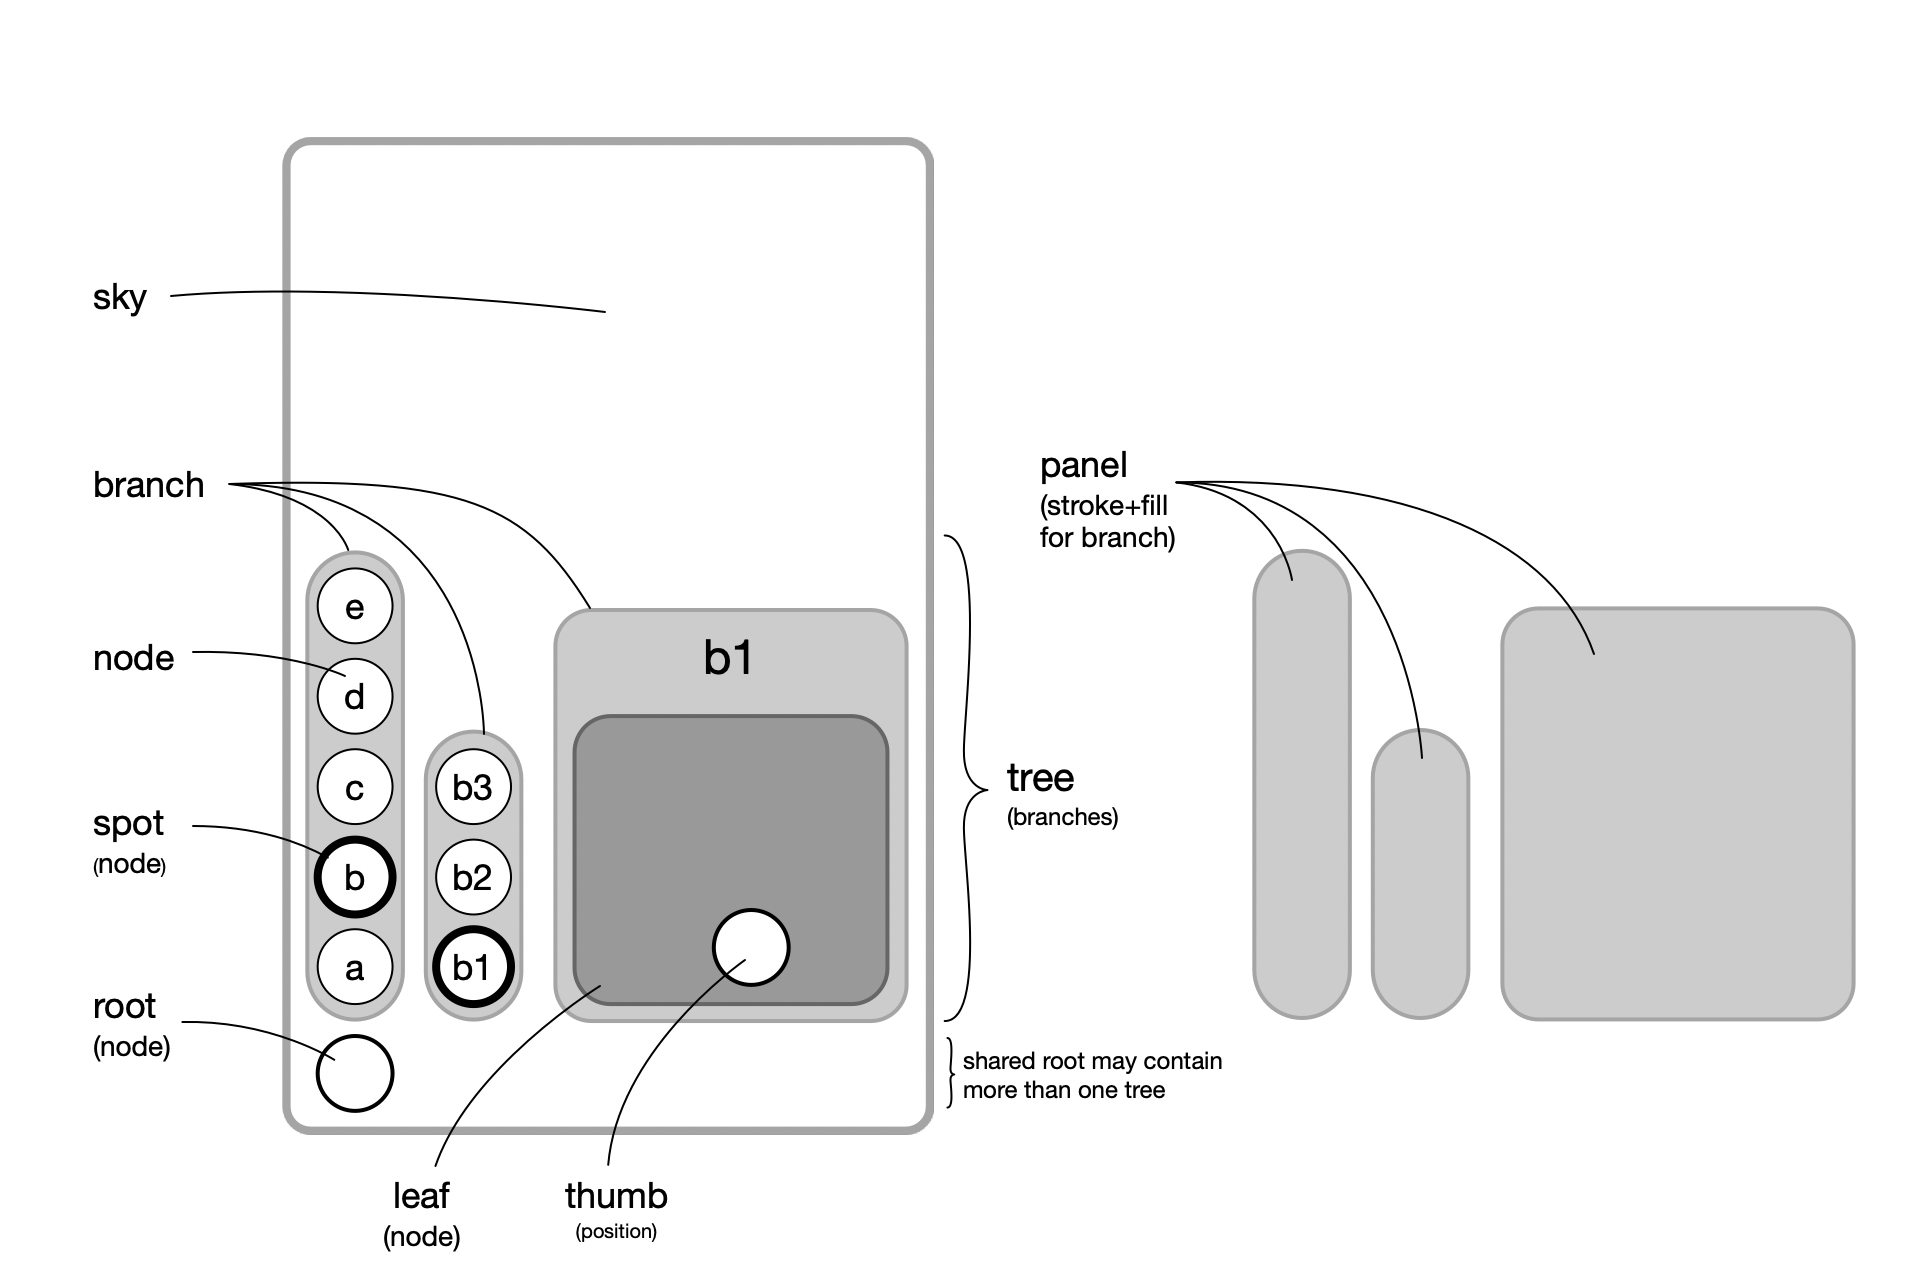 sky
branch
panel
(stroke+fill
for branch)
e
b1
node
d
tree
(branches)
c
b3
spot
(node)
b
b2
a
b1
root
(node)
shared root may contain
more than one tree
leaf
(node)
thumb
(position)